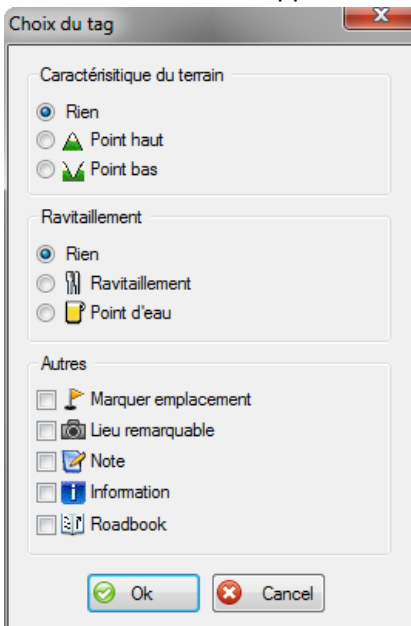 Choix du tag
Caractérisitique du terrain
Rien
Point haut
Point bas
Ravitaillement
Rien
Ravitaillement
Point d'eau
Autres
Marquer emplacement
Lieu remarquable
Note
Information
Roadbook
Ok Cancel